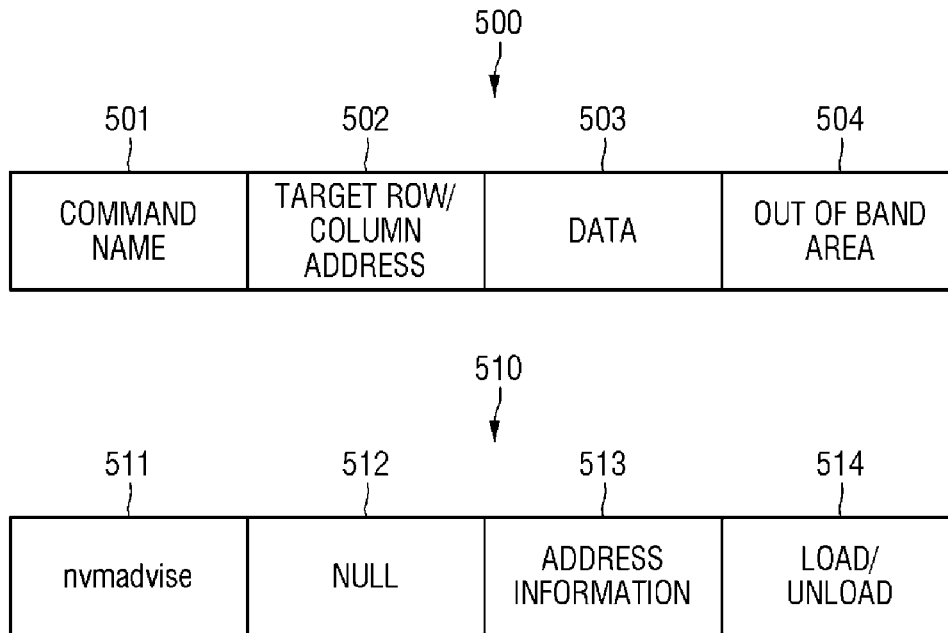 500
501 502 503 504
COMMAND NAME
TARGET ROW/ COLUMN ADDRESS
DATA
OUT OF BAND AREA
510
511 512 513 514
nvmadvise
NULL
ADDRESS INFORMATION
LOAD/ UNLOAD